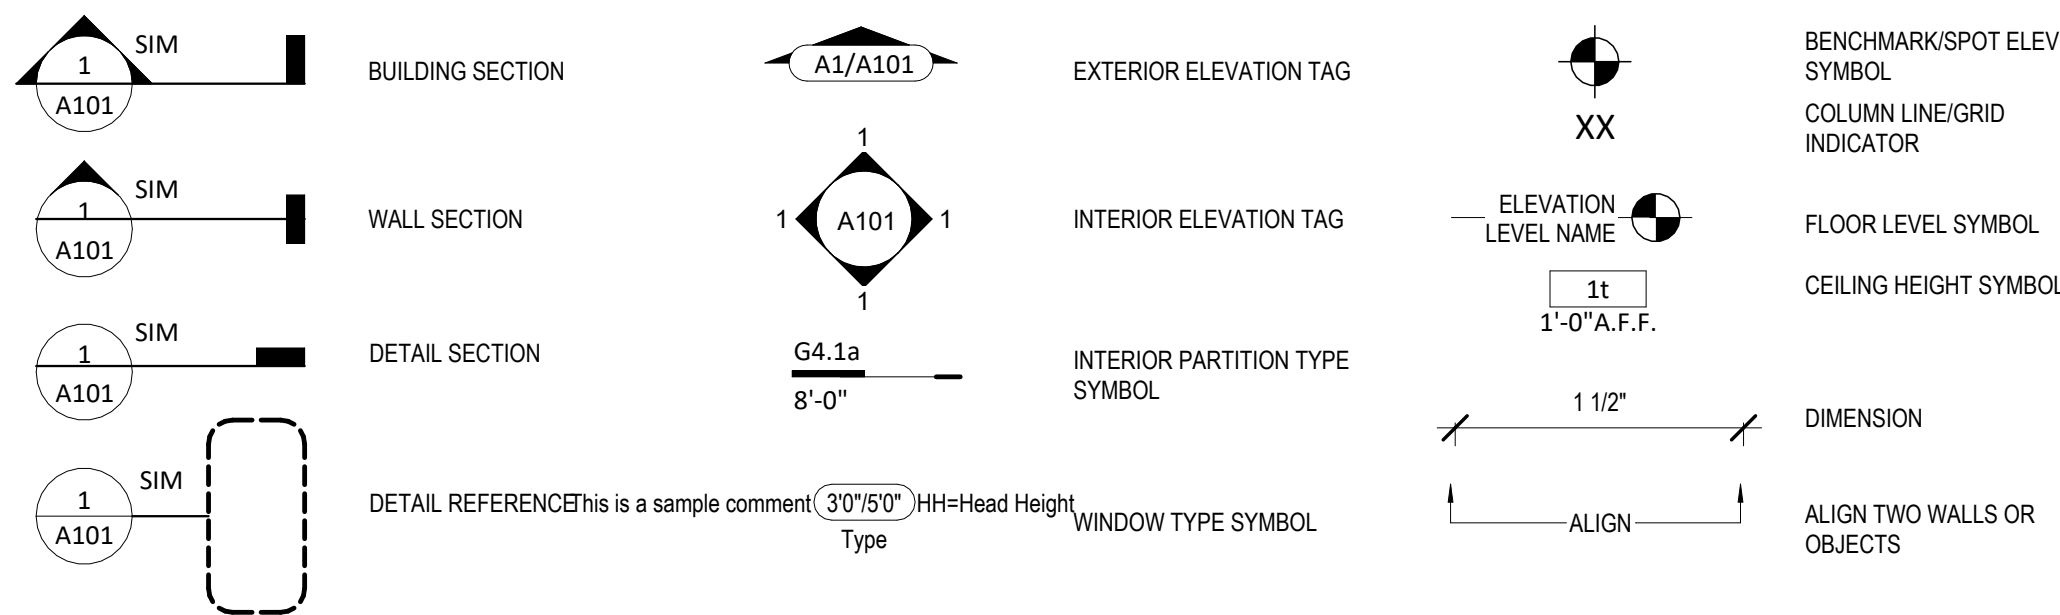 SIM
1
A101
BUILDING SECTION
SIM
1
A101
WALL SECTION
SIM
1
A101
DETAIL SECTION
SIM
1
A101
DETAIL REFERENCE
A1/A101
EXTERIOR ELEVATION TAG
1
1
A101
1
1
INTERIOR ELEVATION TAG
G4.1a
8'-0"
INTERIOR PARTITION TYPE
SYMBOL
This is a sample comment 3'0"/5'0" HH=Head Height
Type
WINDOW TYPE SYMBOL
BENCHMARK/SPOT ELEV
SYMBOL
XX
COLUMN LINE/GRID
INDICATOR
ELEVATION
LEVEL NAME
FLOOR LEVEL SYMBOL
1t
1'-0"A.F.F.
CEILING HEIGHT SYMBOL
1 1/2"
DIMENSION
ALIGN
ALIGN TWO WALLS OR
OBJECTS